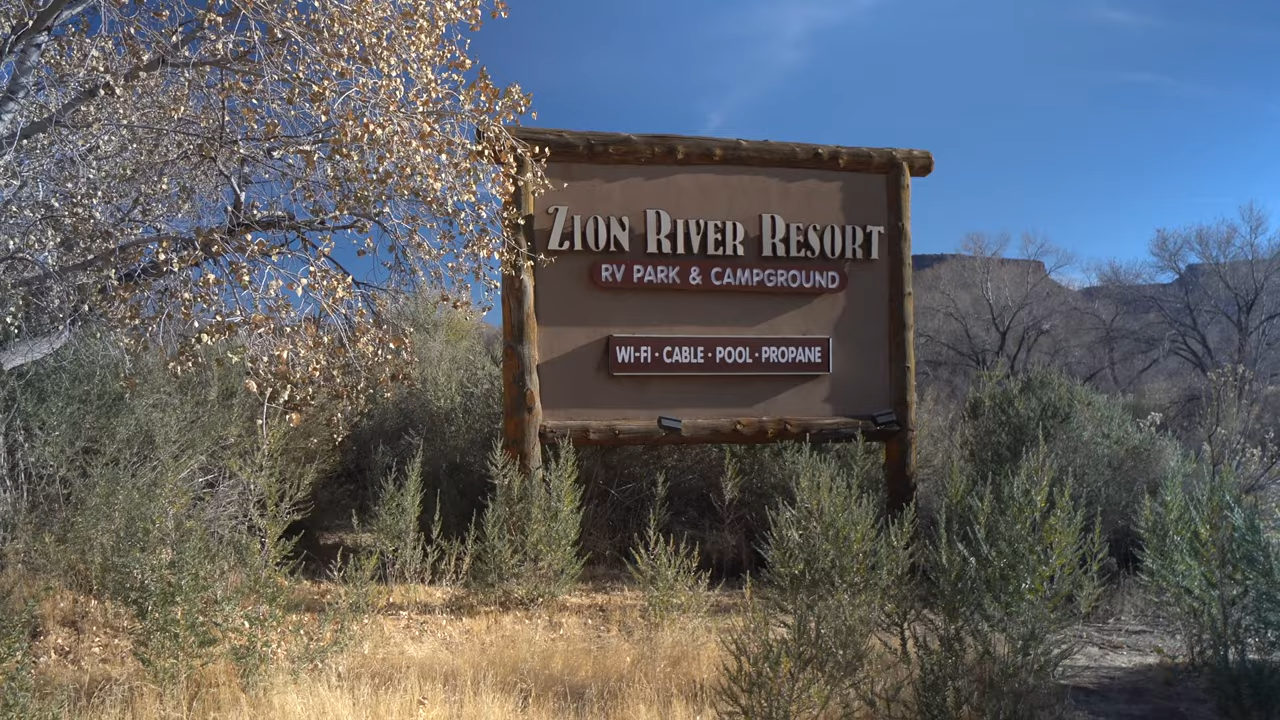 Zion River Resort
RV PARK & CAMPGROUND
WI-FI · CABLE · POOL · PROPANE